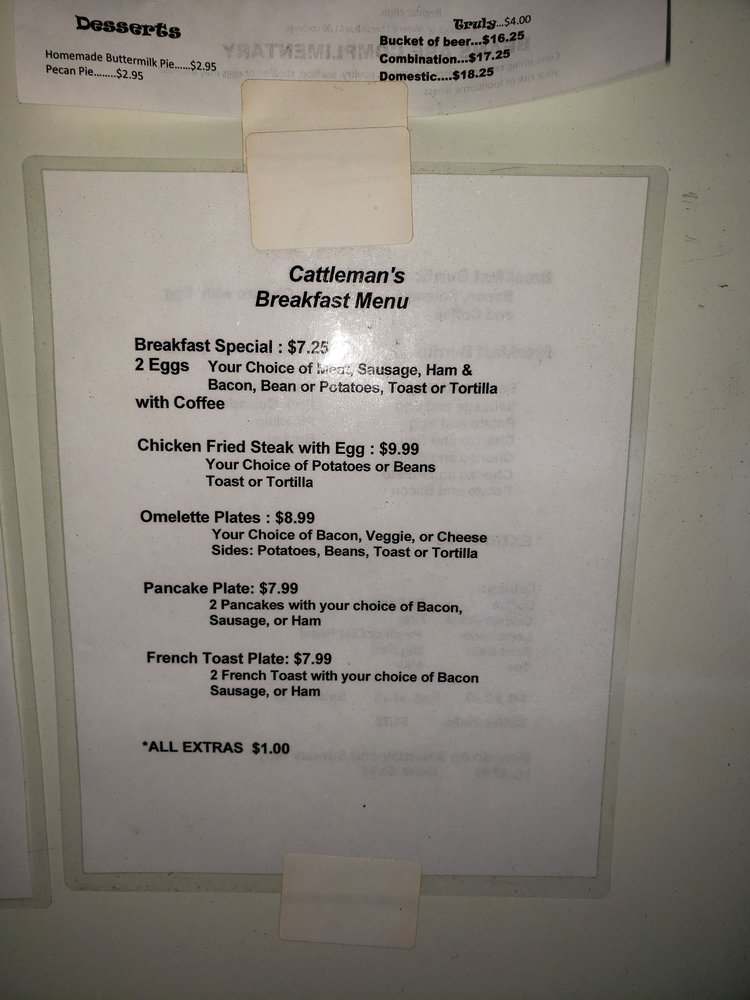 Desserts
Homemade Buttermilk Pie......$2.95
Pecan Pie........$2.95
Truly...$4.00
Bucket of beer...$16.25
Combination...$17.25
Domestic....$18.25
Cattleman's
Breakfast Menu
Breakfast Special : $7.25
2 Eggs Your Choice of Meat, Sausage, Ham &
Bacon, Bean or Potatoes, Toast or Tortilla
with Coffee
Chicken Fried Steak with Egg : $9.99
Your Choice of Potatoes or Beans
Toast or Tortilla
Omelette Plates : $8.99
Your Choice of Bacon, Veggie, or Cheese
Sides: Potatoes, Beans, Toast or Tortilla
Pancake Plate: $7.99
2 Pancakes with your choice of Bacon,
Sausage, or Ham
French Toast Plate: $7.99
2 French Toast with your choice of Bacon
Sausage, or Ham
*ALL EXTRAS $1.00